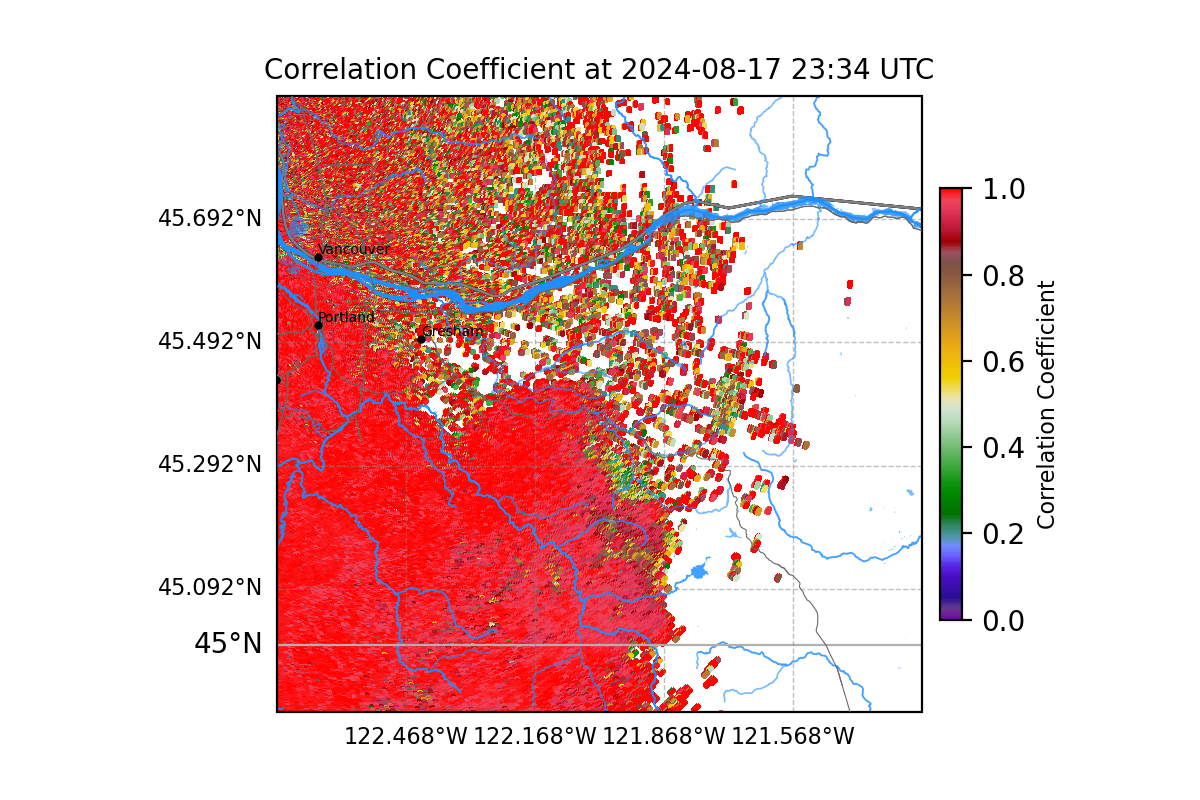 Correlation Coefficient at 2024-08-17 23:34 UTC
45.692°N
45.492°N
45.292°N
45.092°N
45°N
Vancouver
Portland
Gresham
122.468°W 122.168°W 121.868°W 121.568°W
1.0
0.8
0.6
0.4
0.2
0.0
Correlation Coefficient